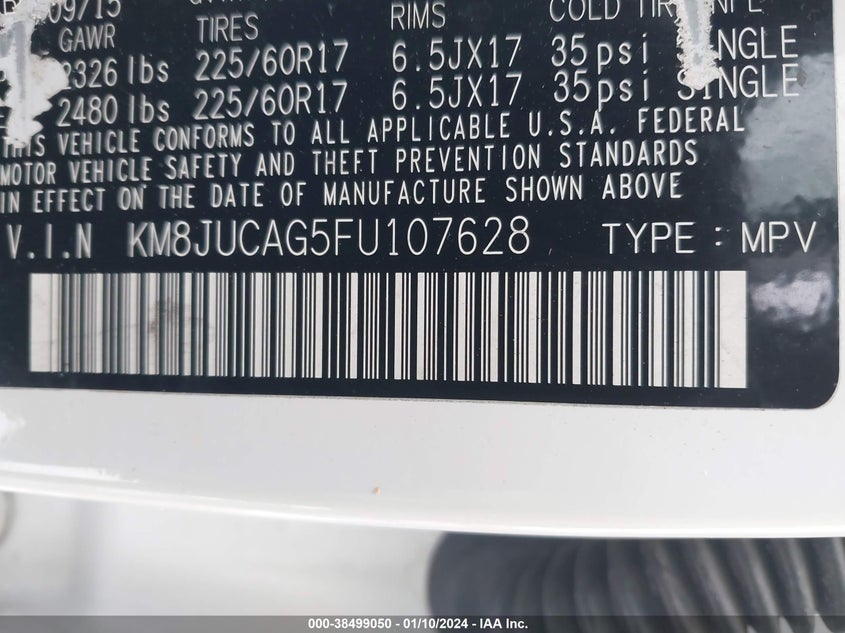 09/15
GAWR TIRES RIMS COLD
2326 lbs 225/60R17 6.5JX17 35psi
2480 lbs 225/60R17 6.5JX17 35psi SINGLE
THIS VEHICLE CONFORMS TO ALL APPLICABLE U.S.A. FEDERAL
MOTOR VEHICLE SAFETY AND THEFT PREVENTION STANDARDS
IN EFFECT ON THE DATE OF MANUFACTURE SHOWN ABOVE
V.I.N KM8JUCAG5FU107628 TYPE : MPV
000-38499050 - 01/10/2024 - IAA Inc.